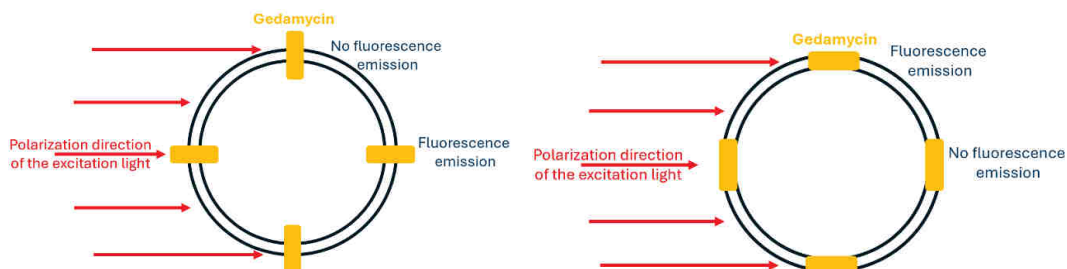 Gedamycin
No fluorescence
emission
Polarization direction
of the excitation light
Fluorescence
emission
Gedamycin
Fluorescence
emission
Polarization direction
of the excitation light
No fluorescence
emission